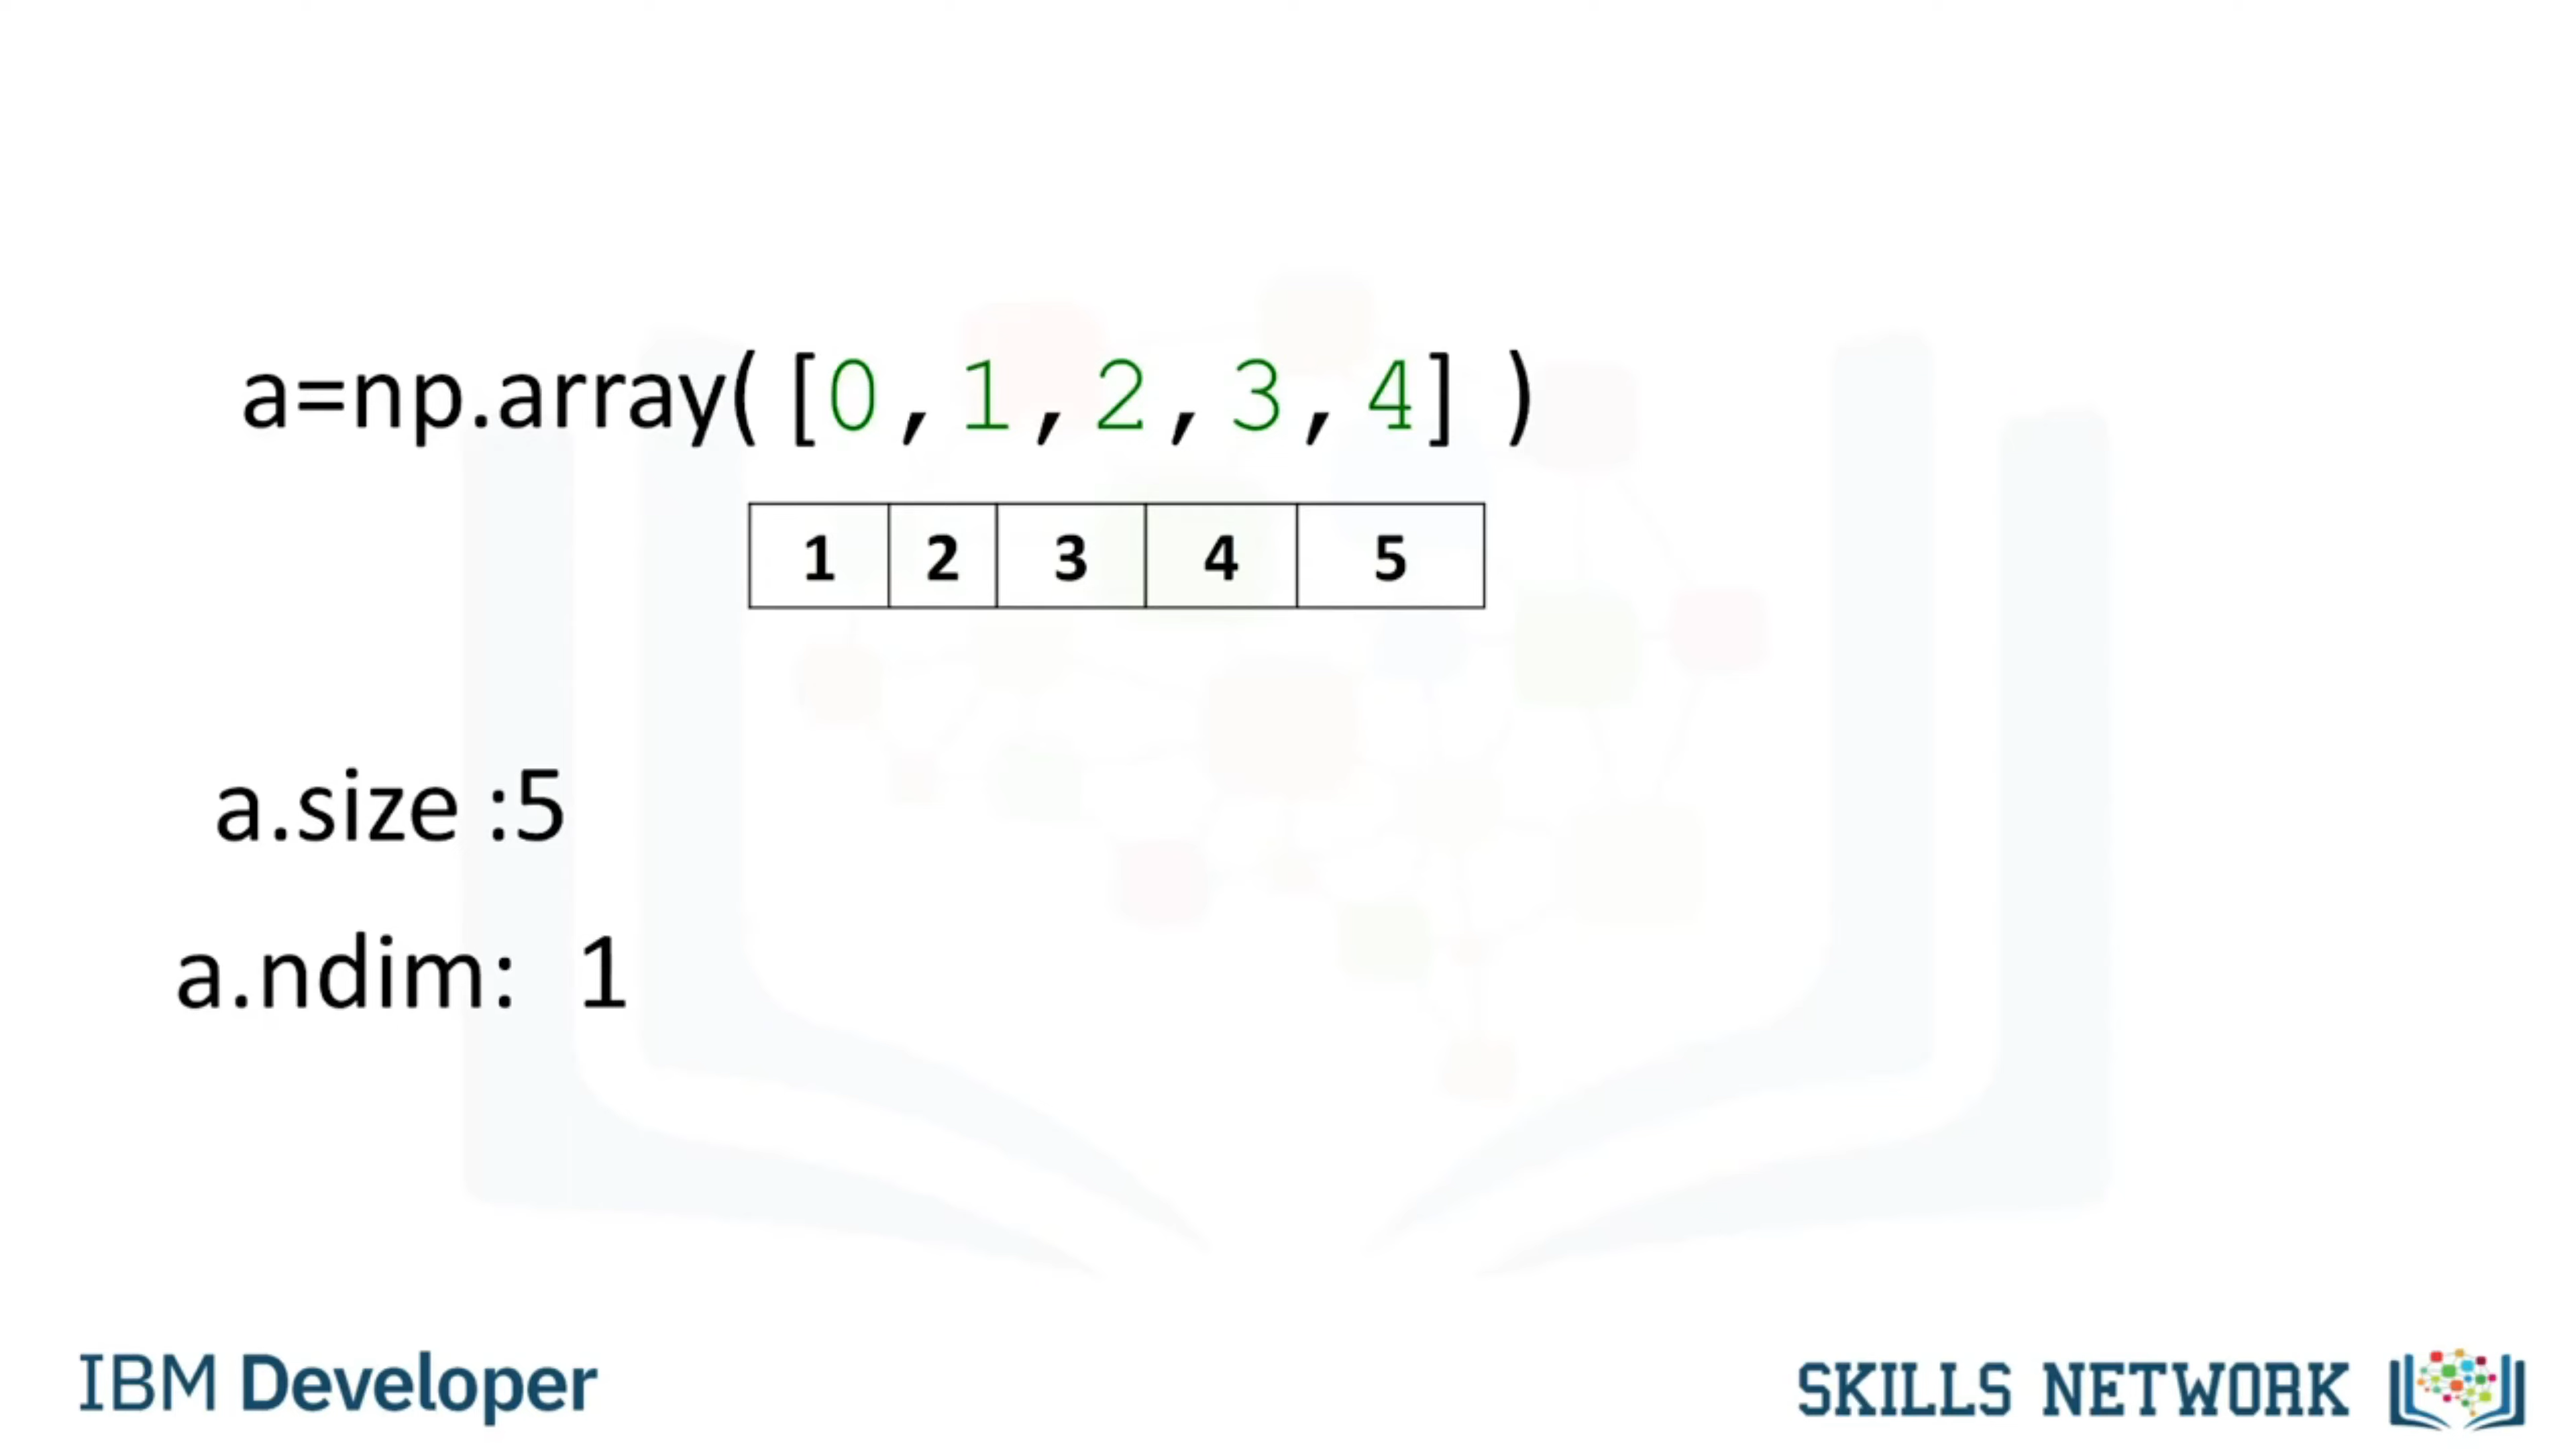 a=np.array([0,1,2,3,4])
1 2 3 4 5
a.size :5
a.ndim: 1
IBM Developer
SKILLS NETWORK